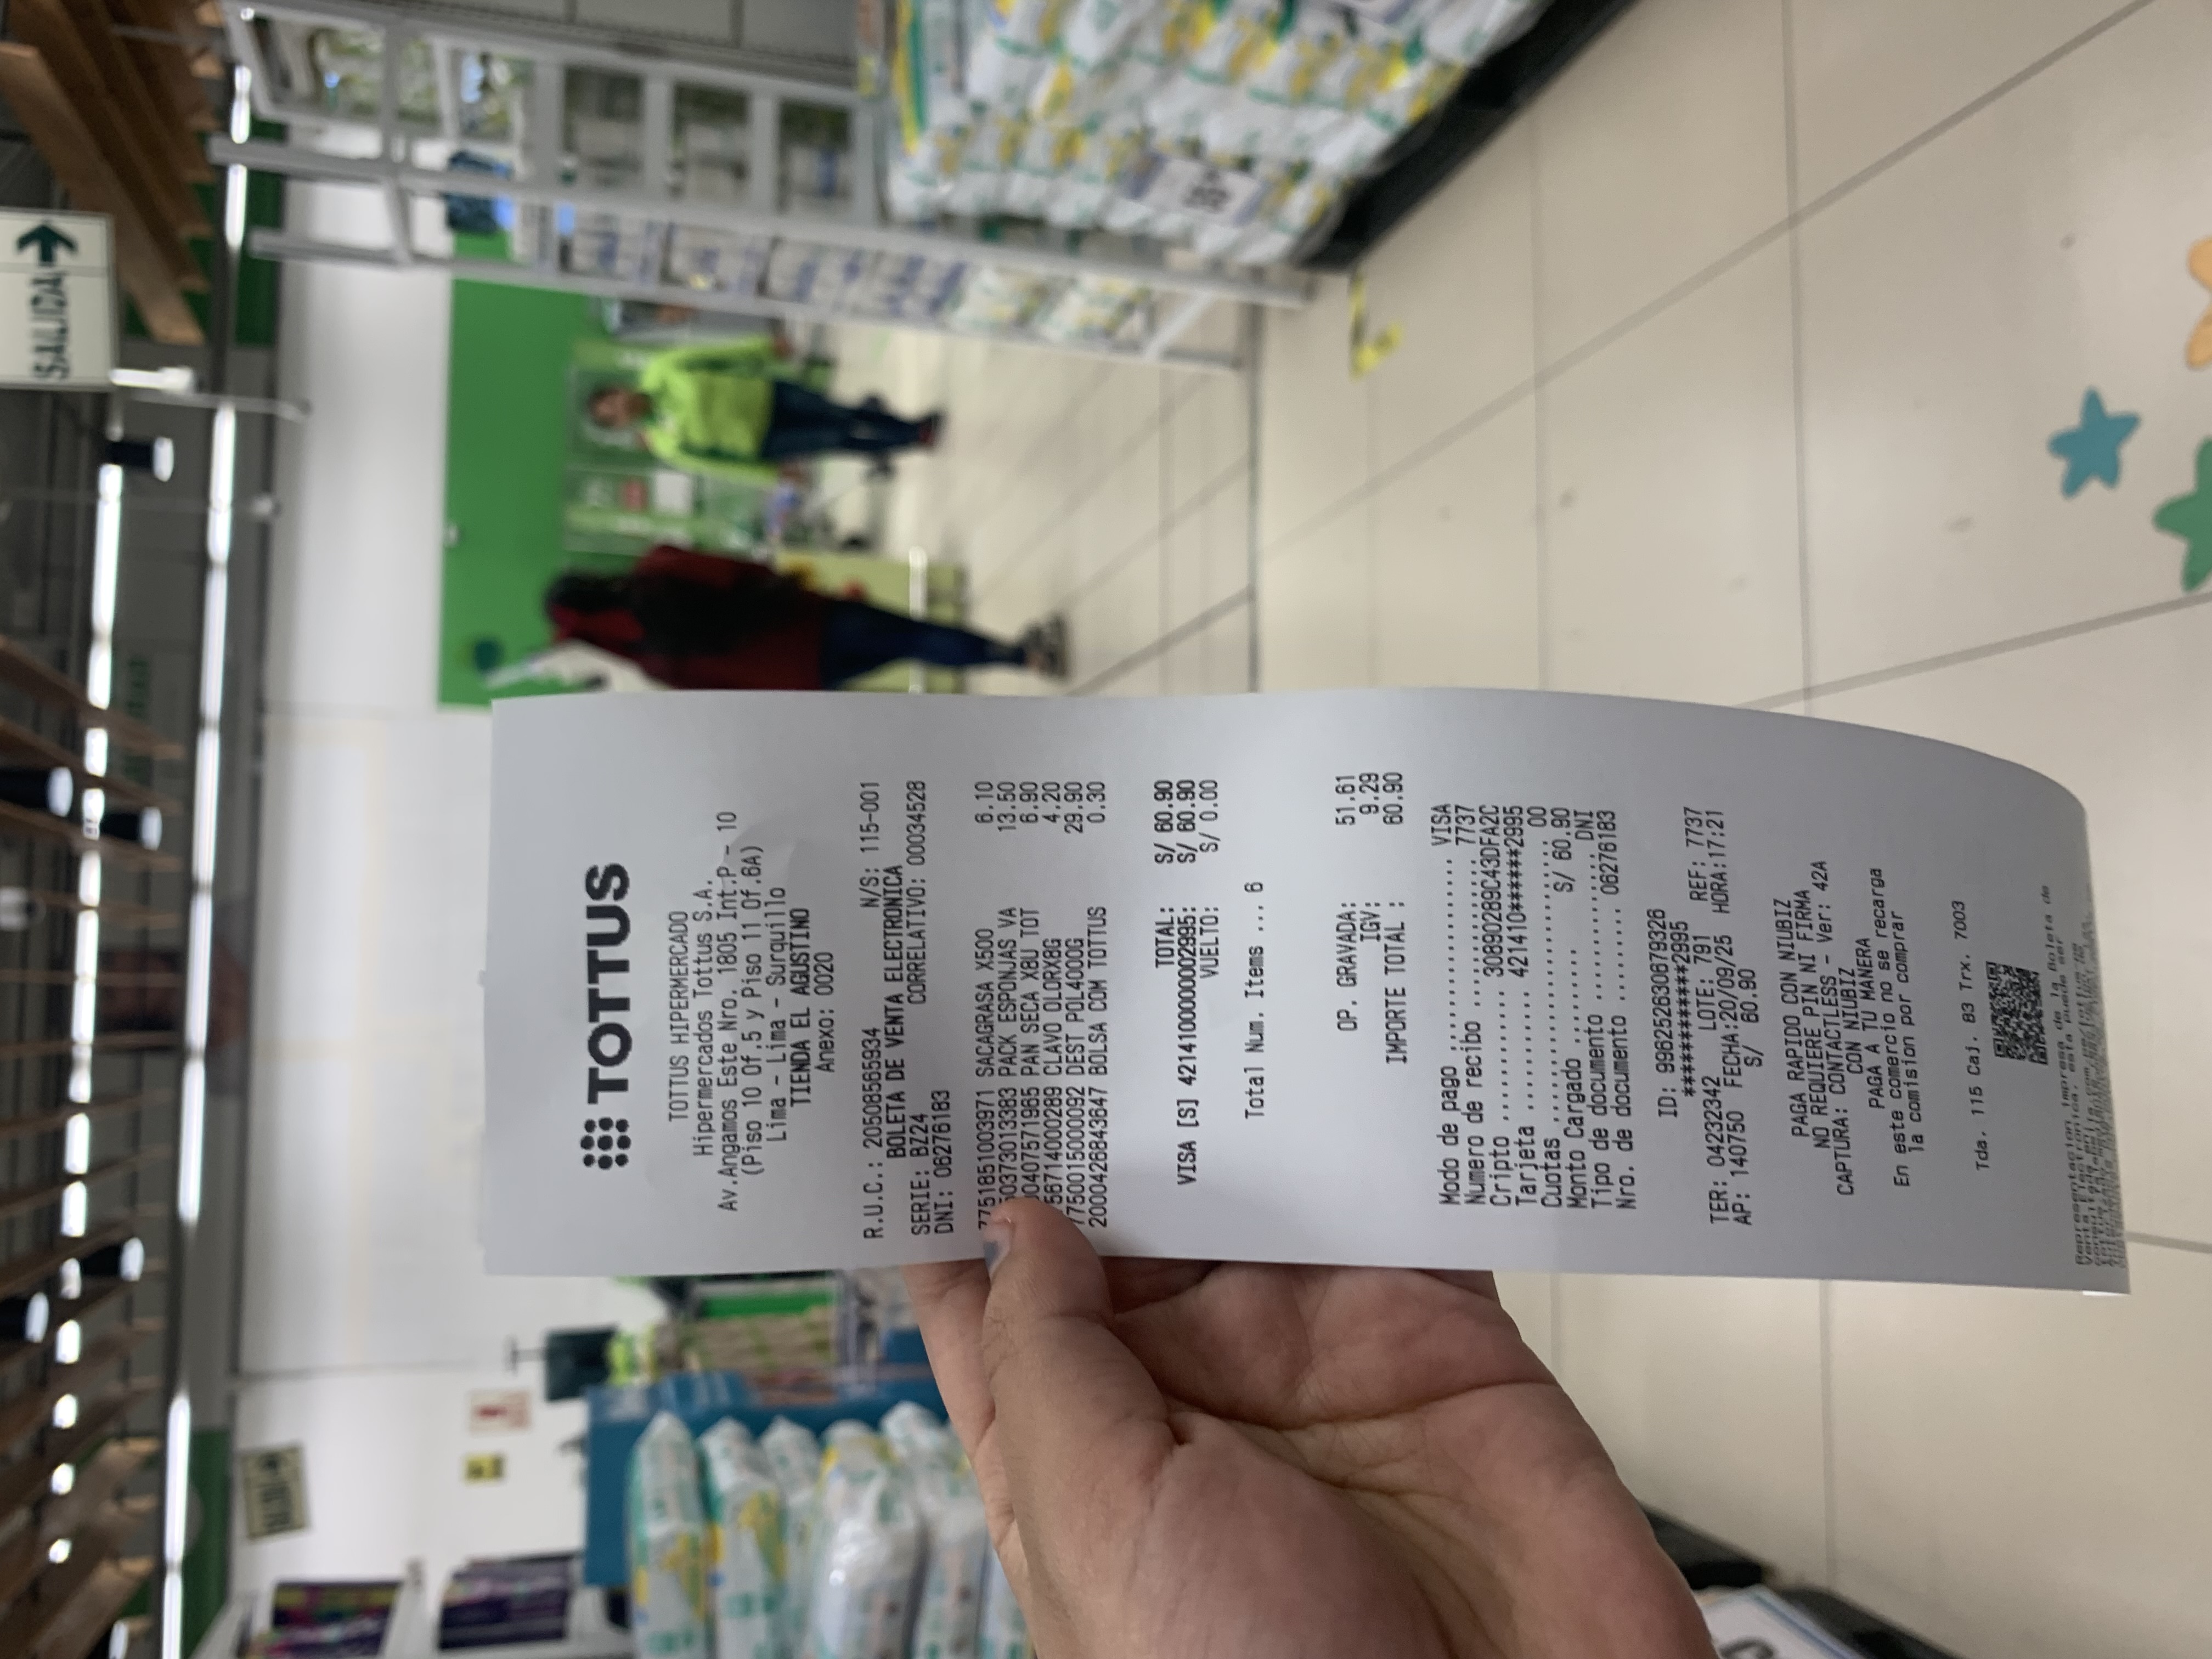 SALIDA
TOTTUS
TOTTUS HIPERMERCADO
Hipermercados Tottus S.A.
Av.Angamos Este Nro. 1805 Int.P - 10
(Piso 10 Of.5 y Piso 11 Of.6A)
Lima - Lima - Surquillo
TIENDA EL AGUSTINO
Anexo: 0020
R.U.C.: 20508565934 N/S: 115-001
BOLETA DE VENTA ELECTRONICA
SERIE: BZ24 CORRELATIVO: 00034528
DNI: 06276183
7751851003971 SACAGRASA X500 6.10
50373013383 PACK ESPONJAS VA 13.50
00407571965 PAN SECA X8U TOT 6.90
56714000289 CLAVO OLORX8G 4.20
7750015000092 DEST POL4000G 29.90
2000426843647 BOLSA COM TOTTUS 0.30
TOTAL: S/ 60.90
VISA [S] 4214100000002995: S/ 60.90
VUELTO: S/ 0.00
Total Num. Items ... 6
OP. GRAVADA: 51.61
IGV: 9.29
IMPORTE TOTAL : 60.90
Modo de pago .................. VISA
Numero de recibo .............. 7737
Cripto ............ 30890289C43DFA2C
Tarjeta ........... 421410******2995
Cuotas .......................... 00
Monto Cargado ......... S/ 60.90
Tipo de documento .............. DNI
Nro. de documento ......... 06276183
ID: 996252630679326
************2995
TER: 04232342 LOTE: 791 REF: 7737
AP: 140750 FECHA:20/09/25 HORA:17:21
S/ 60.90
PAGA RAPIDO CON NIUBIZ
NO REQUIERE PIN NI FIRMA
CAPTURA: CONTACTLESS - Ver: 42A
CON NIUBIZ
PAGA A TU MANERA
En este comercio no se recarga
la comision por comprar
Tda. 115 Caj. 83 Trx. 7003
Representacion impresa de la Boleta de
Venta Electronica, esta puede ser
consultada en: